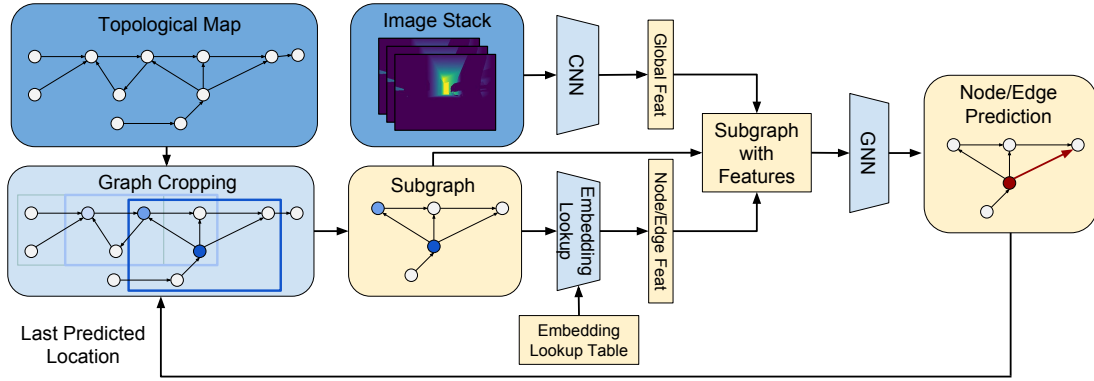 Topological Map
Image Stack
CNN
Global Feat
Subgraph
with
Features
GNN
Node/Edge
Prediction
Graph Cropping
Subgraph
Embedding
Lookup
Node/Edge Feat
Embedding
Lookup Table
Last Predicted
Location